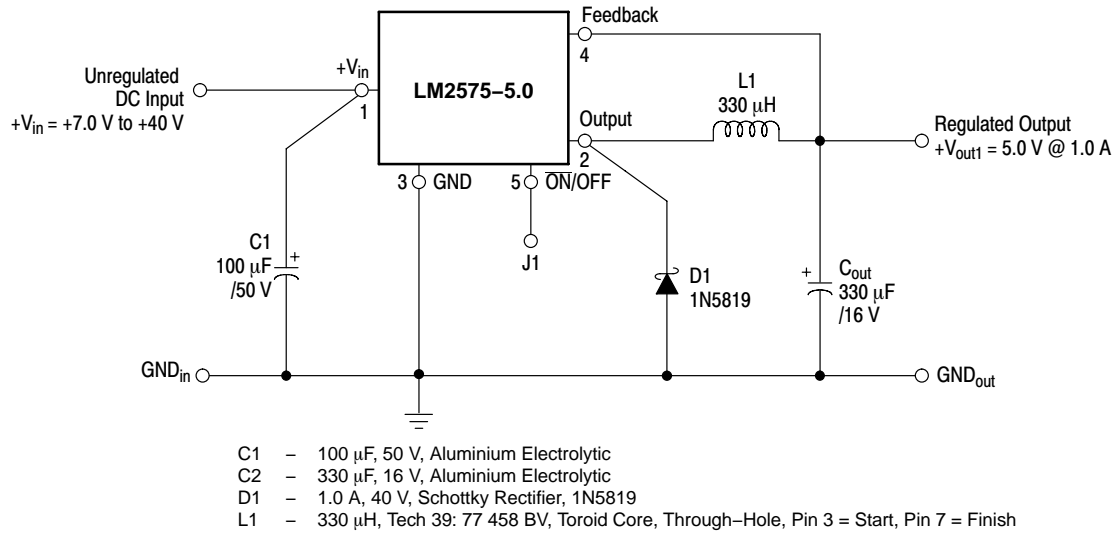 Feedback
4
Unregulated
DC Input
+Vin = +7.0 V to +40 V
+Vin
1
LM2575–5.0
L1
330 μH
Output
2
Regulated Output
+Vout1 = 5.0 V @ 1.0 A
3 GND
5 O̅N̅/OFF
J1
C1
100 μF
/50 V
+
D1
1N5819
+
Cout
330 μF
/16 V
GNDin
GNDout
C1 – 100 μF, 50 V, Aluminium Electrolytic
C2 – 330 μF, 16 V, Aluminium Electrolytic
D1 – 1.0 A, 40 V, Schottky Rectifier, 1N5819
L1 – 330 μH, Tech 39: 77 458 BV, Toroid Core, Through–Hole, Pin 3 = Start, Pin 7 = Finish